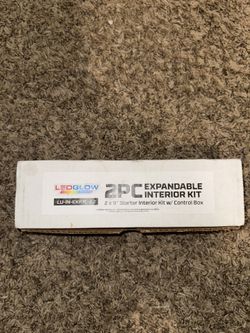 LEDGLOW
2PC EXPANDABLE
INTERIOR KIT
2 x 9" Starter Interior Kit w/ Control Box